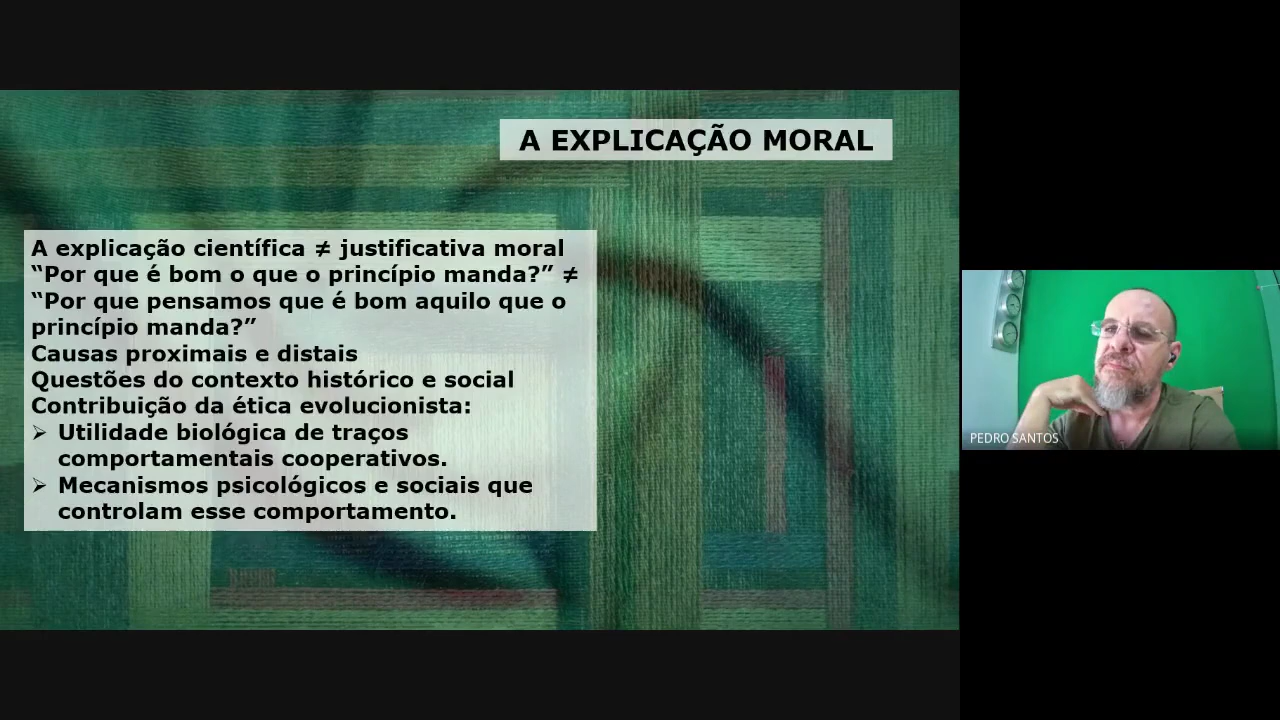 A EXPLICAÇÃO MORAL
A explicação científica ≠ justificativa moral
“Por que é bom o que o princípio manda?” ≠
“Por que pensamos que é bom aquilo que o
princípio manda?”
Causas proximais e distais
Questões do contexto histórico e social
Contribuição da ética evolucionista:
➢ Utilidade biológica de traços
comportamentais cooperativos.
➢ Mecanismos psicológicos e sociais que
controlam esse comportamento.
PEDRO SANTOS